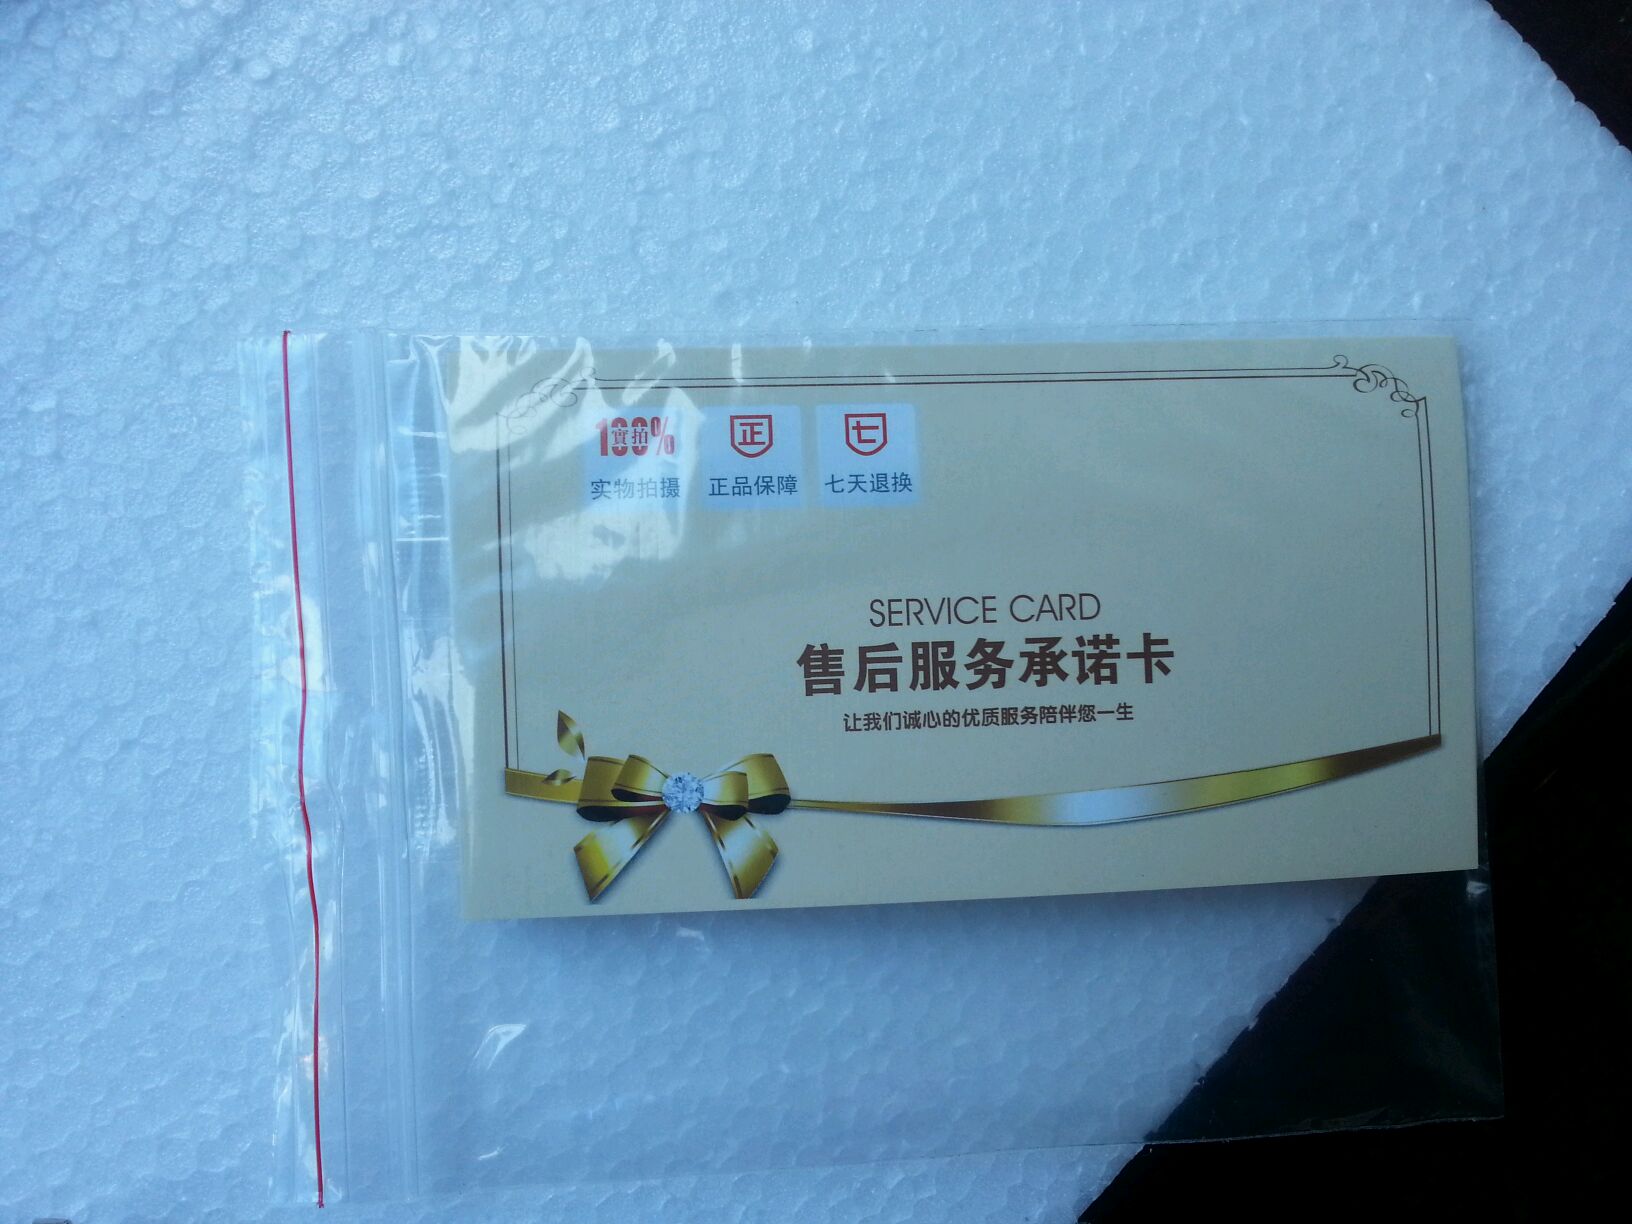 100%
實拍
正
七
实物拍摄 正品保障 七天退换
SERVICE CARD
售后服务承诺卡
让我们诚心的优质服务陪伴您一生